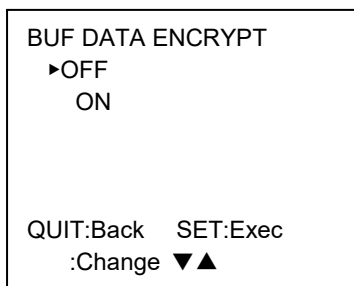 BUF DATA ENCRYPT
▶OFF
ON
QUIT:Back SET:Exec
:Change ▼▲